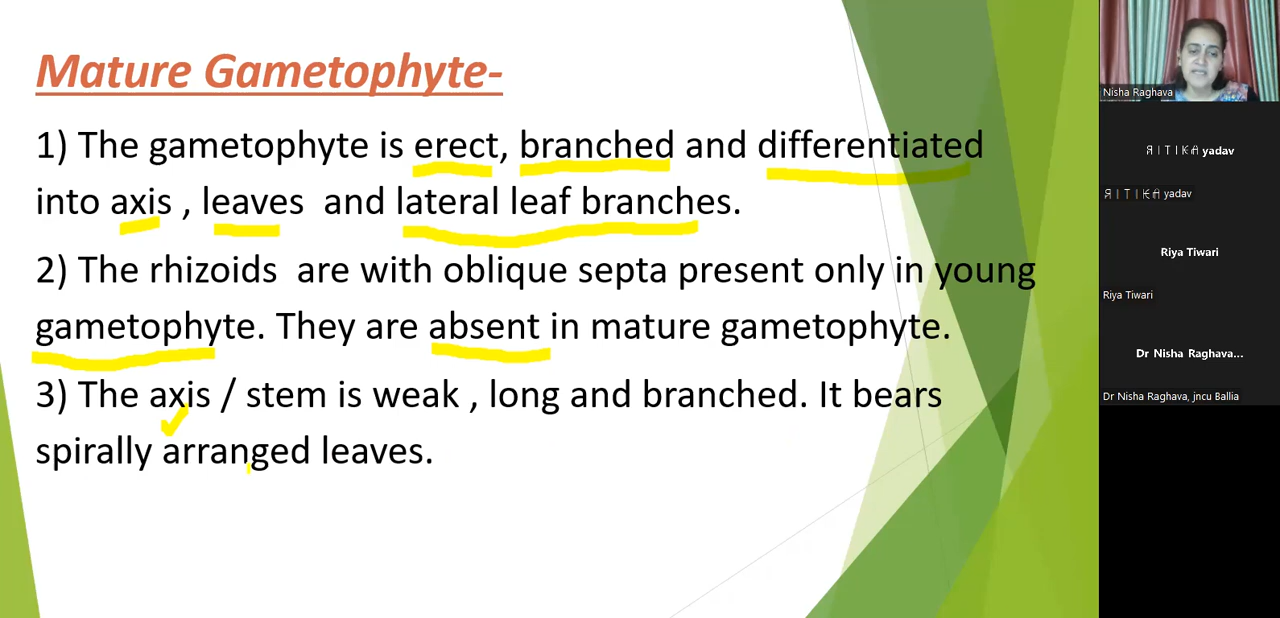 Mature Gametophyte-
1) The gametophyte is erect, branched and differentiated
into axis , leaves and lateral leaf branches.
2) The rhizoids are with oblique septa present only in young
gametophyte. They are absent in mature gametophyte.
3) The axis / stem is weak , long and branched. It bears
spirally arranged leaves.
Nisha Raghava
ЯITIKA yadav
ЯITIKA yadav
Riya Tiwari
Riya Tiwari
Dr Nisha Raghava...
Dr Nisha Raghava, jncu Ballia